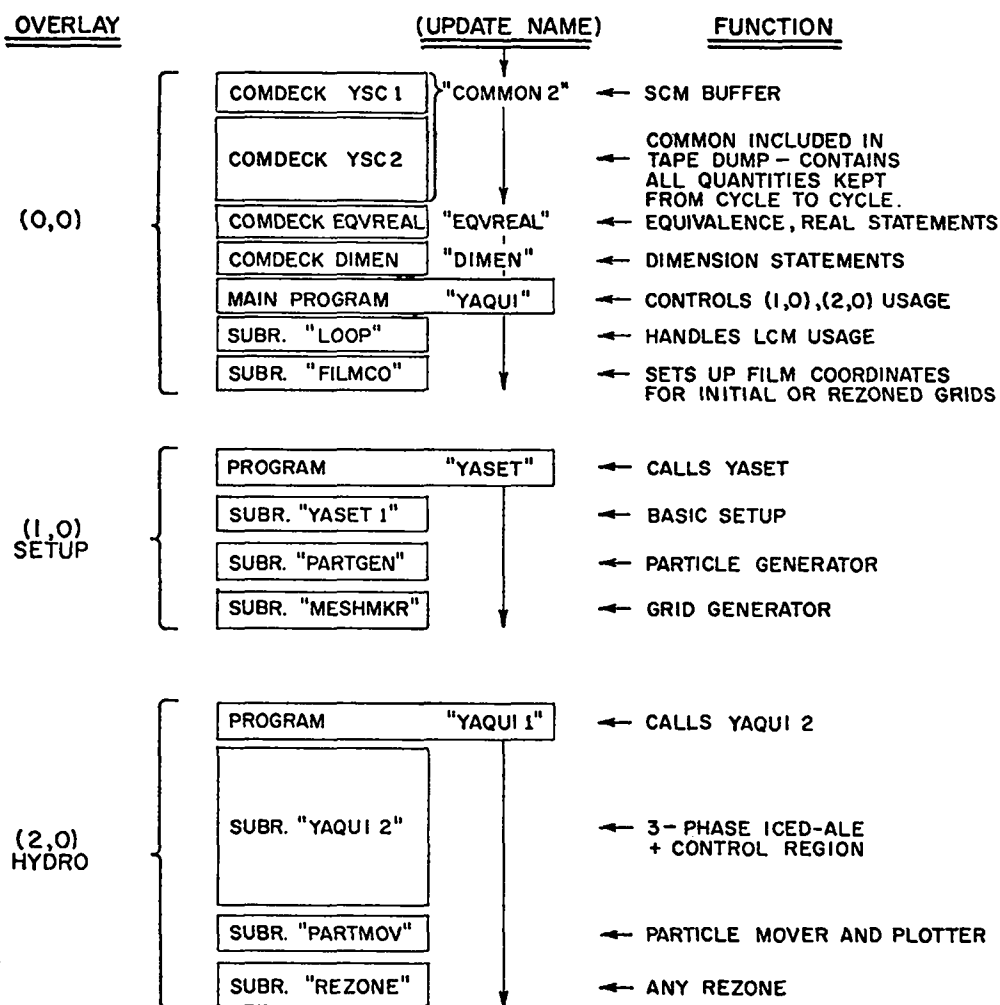 OVERLAY (UPDATE NAME) FUNCTION
COMDECK YSC 1 "COMMON 2" SCM BUFFER
COMDECK YSC 2
COMMON INCLUDED IN
TAPE DUMP – CONTAINS
ALL QUANTITIES KEPT
FROM CYCLE TO CYCLE.
(0,0)
COMDECK EQVREAL "EQVREAL" EQUIVALENCE, REAL STATEMENTS
COMDECK DIMEN "DIMEN" DIMENSION STATEMENTS
MAIN PROGRAM "YAQUI" CONTROLS (1,0),(2,0) USAGE
SUBR. "LOOP" HANDLES LCM USAGE
SUBR. "FILMCO" SETS UP FILM COORDINATES
FOR INITIAL OR REZONED GRIDS
(1,0)
SETUP
PROGRAM "YASET" CALLS YASET
SUBR. "YASET 1" BASIC SETUP
SUBR. "PARTGEN" PARTICLE GENERATOR
SUBR. "MESHMKR" GRID GENERATOR
(2,0)
HYDRO
PROGRAM "YAQUI 1" CALLS YAQUI 2
SUBR. "YAQUI 2" 3-PHASE ICED-ALE
+ CONTROL REGION
SUBR. "PARTMOV" PARTICLE MOVER AND PLOTTER
SUBR. "REZONE" ANY REZONE